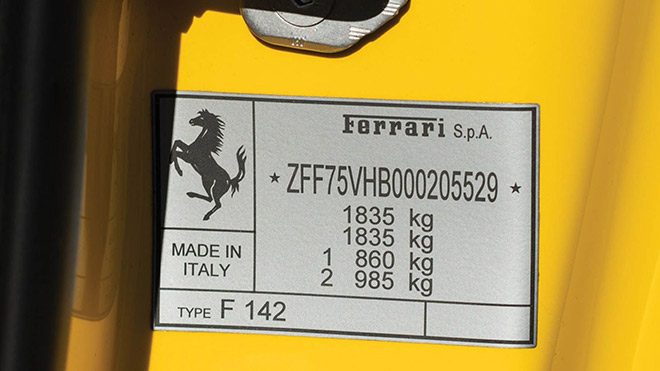 Ferrari S.p.A.
* ZFF75VHB000205529 *
1835 kg
1835 kg
1 860 kg
2 985 kg
MADE IN
ITALY
TYPE F 142